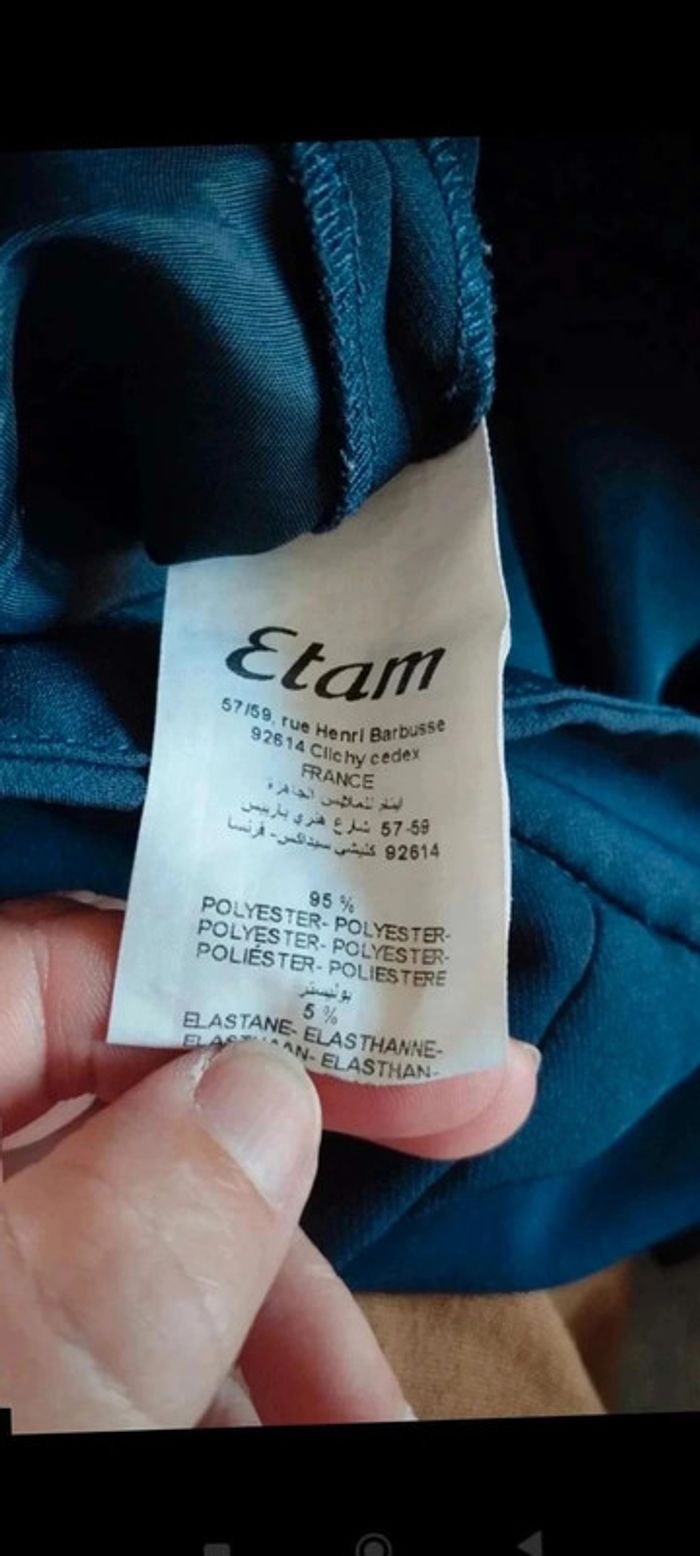 Etam
57/59, rue Henri Barbusse
92614 Clichy cedex
FRANCE
إيتام للملابس الجاهزة
57-59 شارع هنري باربيس
92614 كليشي سيداكس- فرنسا
95 %
POLYESTER- POLYESTER-
POLYESTER- POLYESTER-
POLIÉSTER- POLIESTERE
بوليستر
5 %
ELASTANE- ELASTHANNE-
ELASTHAN-